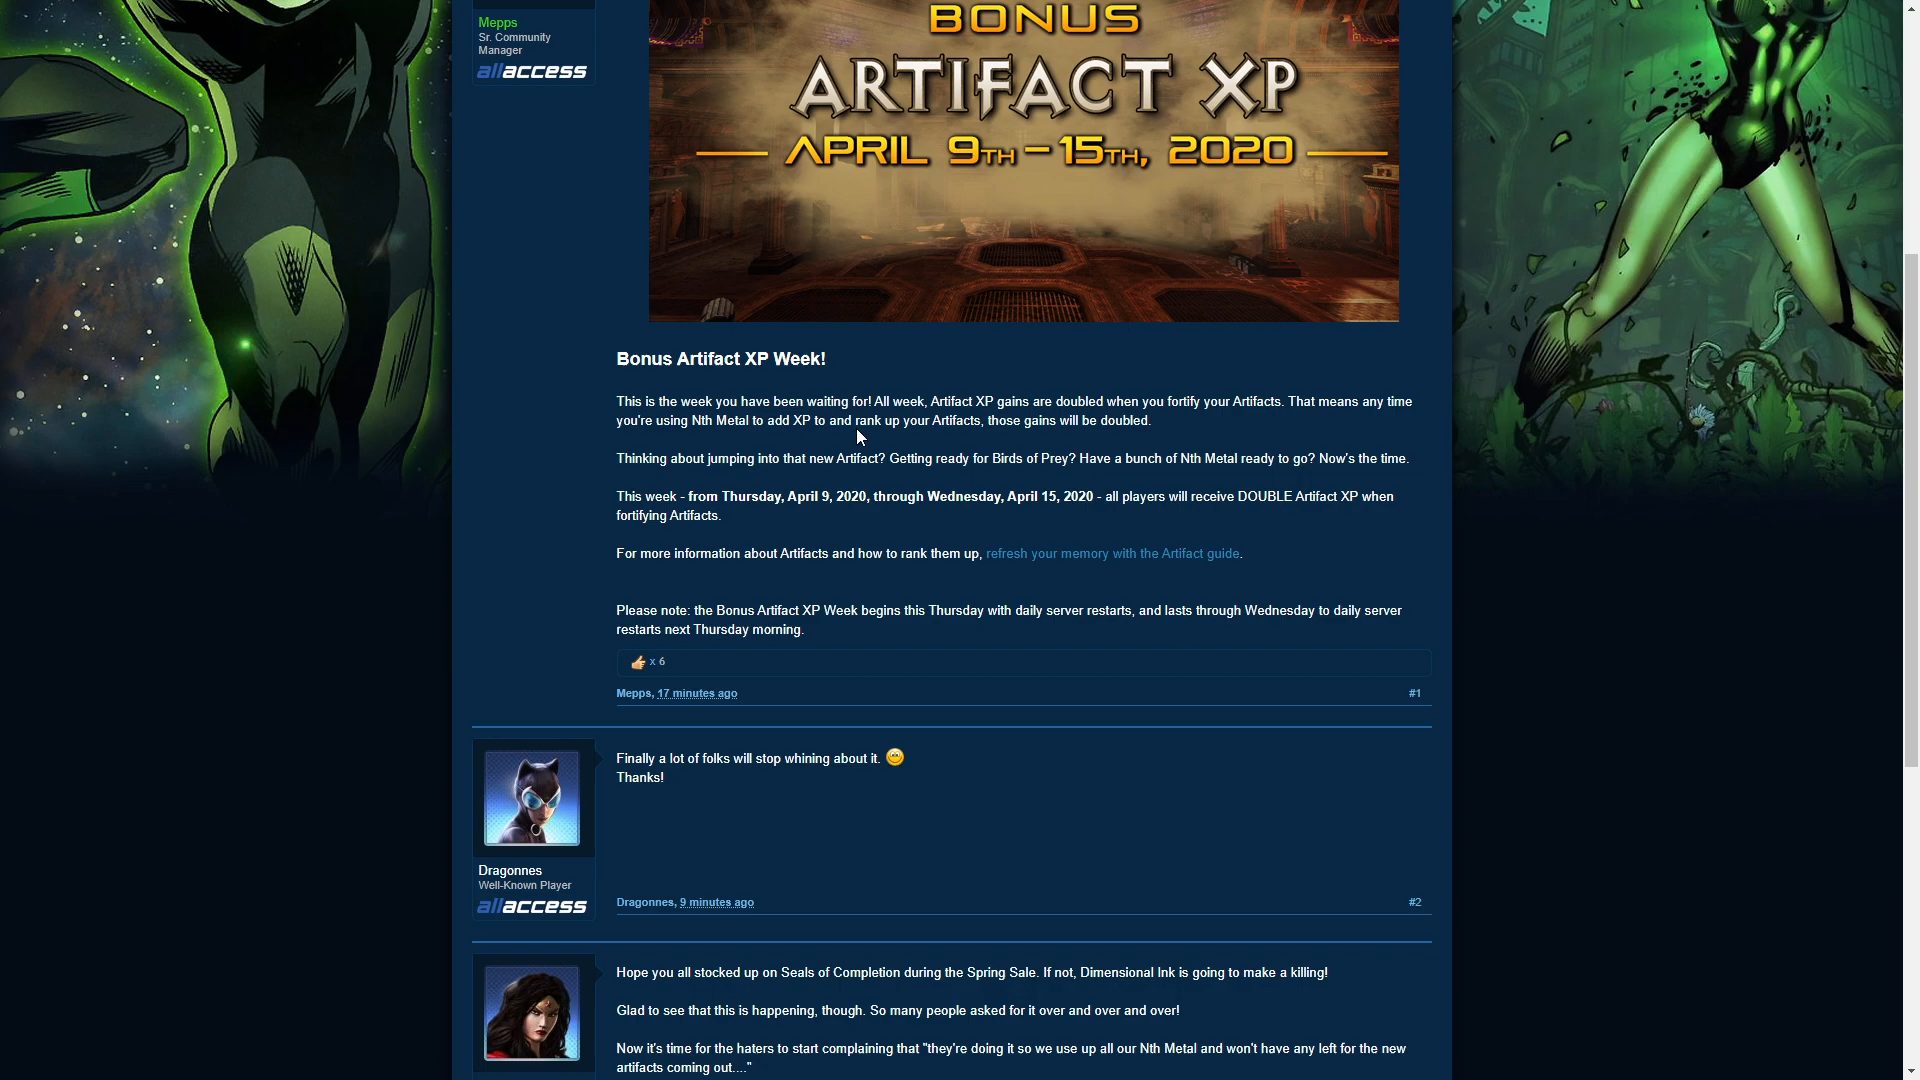 Mepps
Sr. Community
Manager
allaccess
BONUS
ARTIFACT XP
APRIL 9TH - 15TH, 2020
Bonus Artifact XP Week!
This is the week you have been waiting for! All week, Artifact XP gains are doubled when you fortify your Artifacts. That means any time
you're using Nth Metal to add XP to and rank up your Artifacts, those gains will be doubled.
Thinking about jumping into that new Artifact? Getting ready for Birds of Prey? Have a bunch of Nth Metal ready to go? Now's the time.
This week - from Thursday, April 9, 2020, through Wednesday, April 15, 2020 - all players will receive DOUBLE Artifact XP when
fortifying Artifacts.
For more information about Artifacts and how to rank them up, refresh your memory with the Artifact guide.
Please note: the Bonus Artifact XP Week begins this Thursday with daily server restarts, and lasts through Wednesday to daily server
restarts next Thursday morning.
x 6
Mepps, 17 minutes ago #1
Finally a lot of folks will stop whining about it.
Thanks!
Dragonnes
Well-Known Player
allaccess
Dragonnes, 9 minutes ago #2
Hope you all stocked up on Seals of Completion during the Spring Sale. If not, Dimensional Ink is going to make a killing!
Glad to see that this is happening, though. So many people asked for it over and over and over!
Now it's time for the haters to start complaining that "they're doing it so we use up all our Nth Metal and won't have any left for the new
artifacts coming out...."